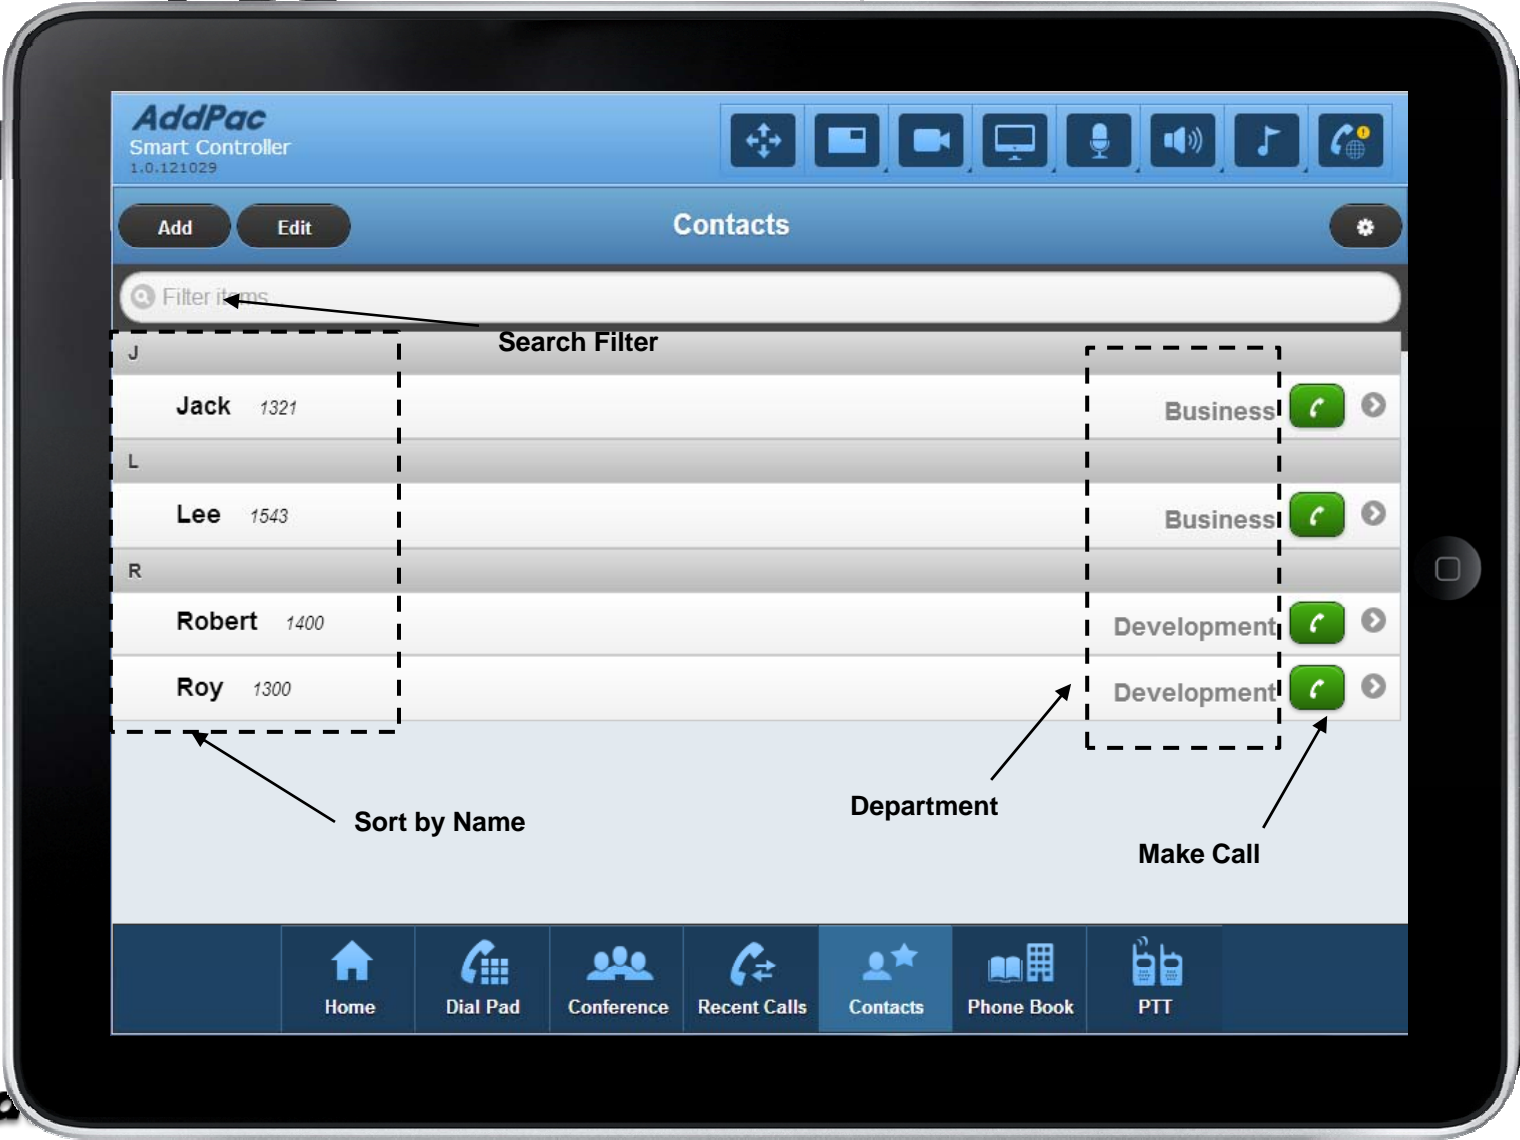 AddPac
Smart Controller
1.0.121029
Add Edit Contacts
Filter items
Search Filter
J
Jack 1321 Business
L
Lee 1543 Business
R
Robert 1400 Development
Roy 1300 Development
Sort by Name
Department
Make Call
Home Dial Pad Conference Recent Calls Contacts Phone Book PTT